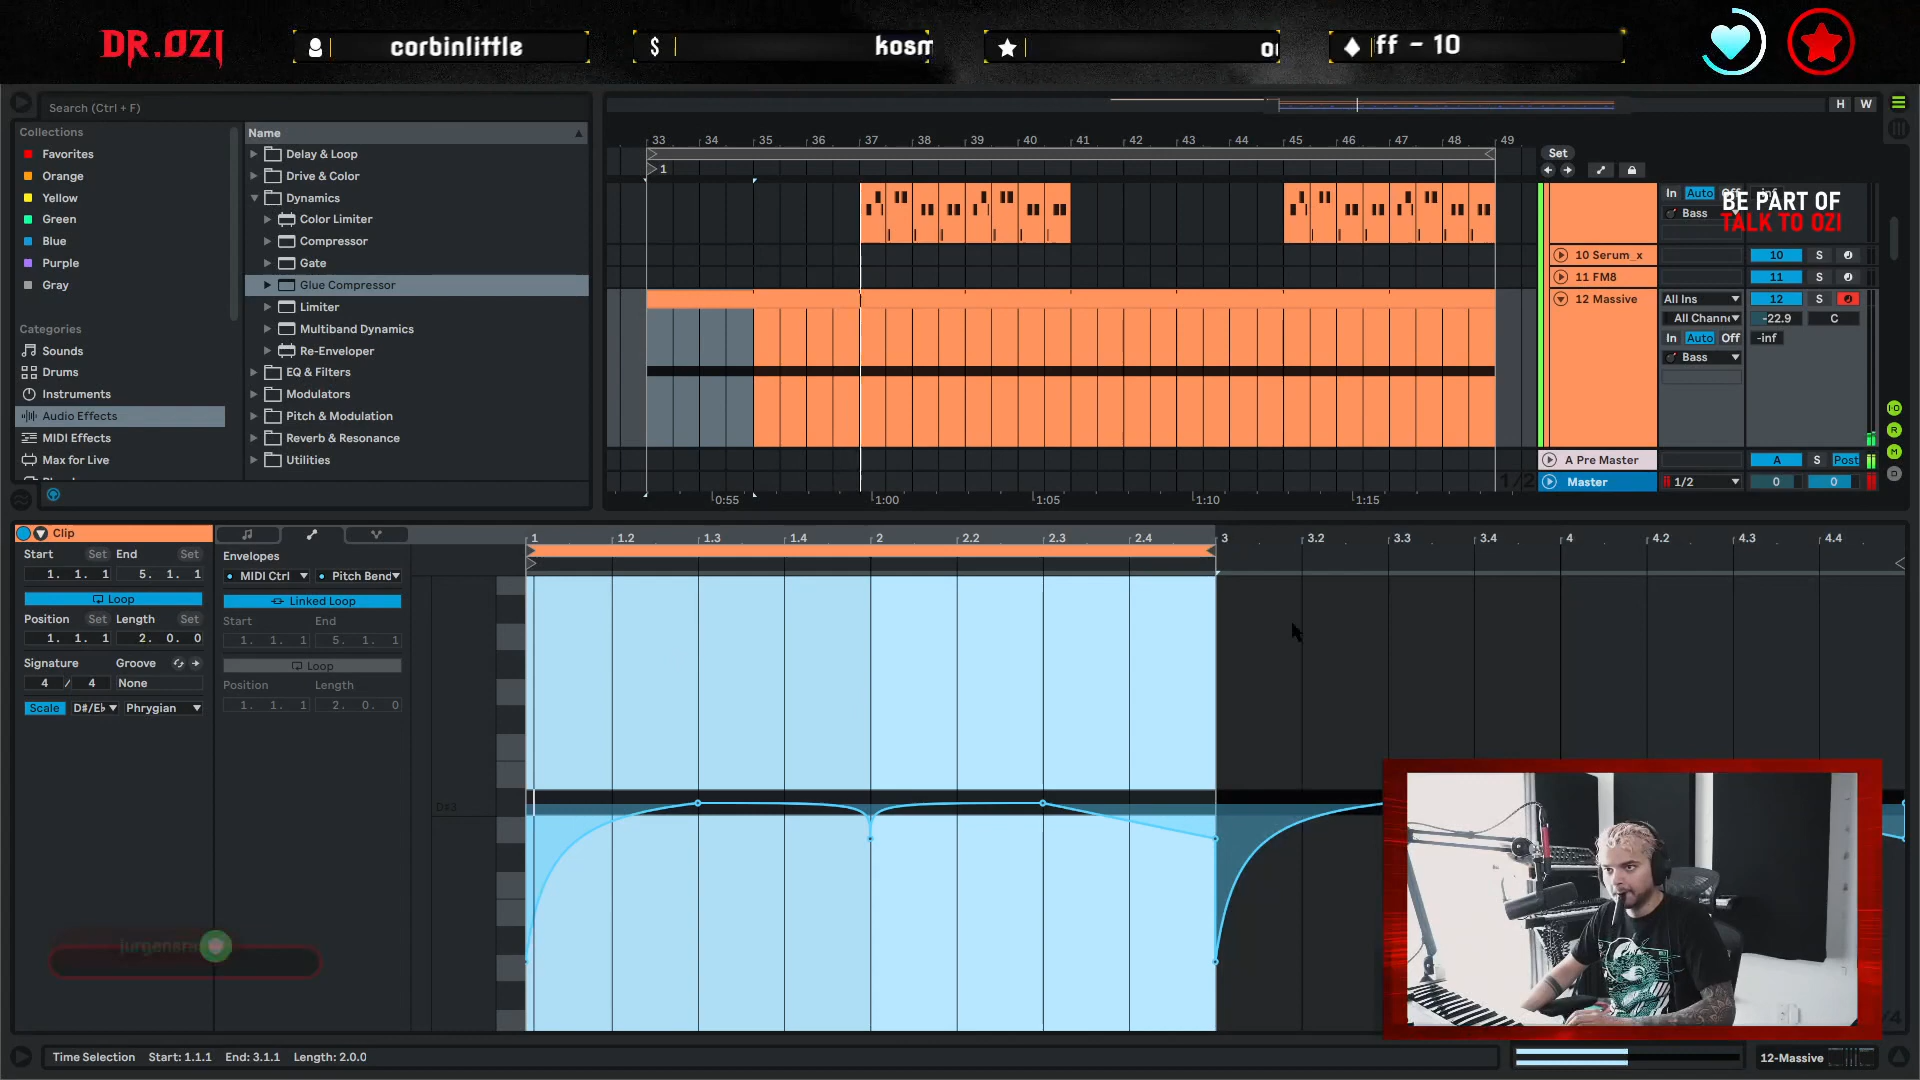 DR.OZI
corbinlittle
$
kosm
ff - 10
Search (Ctrl + F)
Collections
Favorites
Orange
Yellow
Green
Blue
Purple
Gray
Categories
Sounds
Drums
Instruments
Audio Effects
MIDI Effects
Max for Live
Name
Delay & Loop
Drive & Color
Dynamics
Color Limiter
Compressor
Gate
Glue Compressor
Limiter
Multiband Dynamics
Re-Enveloper
EQ & Filters
Modulators
Pitch & Modulation
Reverb & Resonance
Utilities
H W
33 34 35 36 37 38 39 40 41 42 43 44 45 46 47 48 49
1
Set
In Auto Off -inf
Bass
BE PART OF
TALK TO OZI
10 Serum_x 10 S
11 FM8 11 S
12 Massive All Ins 12 S
All Chann -22.9 C
In Auto Off -inf
Bass
A Pre Master A S Post
Master 1/2 0 0
1/2
0:55 1:00 1:05 1:10 1:15
Clip
Start Set End Set
1. 1. 1 5. 1. 1
Loop
Position Set Length Set
1. 1. 1 2. 0. 0
Signature Groove
4 / 4 None
Scale D#/Eb Phrygian
Envelopes
MIDI Ctrl Pitch Bend
Linked Loop
Start End
1. 1. 1 5. 1. 1
Loop
Position Length
1. 1. 1 2. 0. 0
1 1.2 1.3 1.4 2 2.2 2.3 2.4 3 3.2 3.3 3.4 4 4.2 4.3 4.4
D#3
Time Selection Start: 1.1.1 End: 3.1.1 Length: 2.0.0
12-Massive